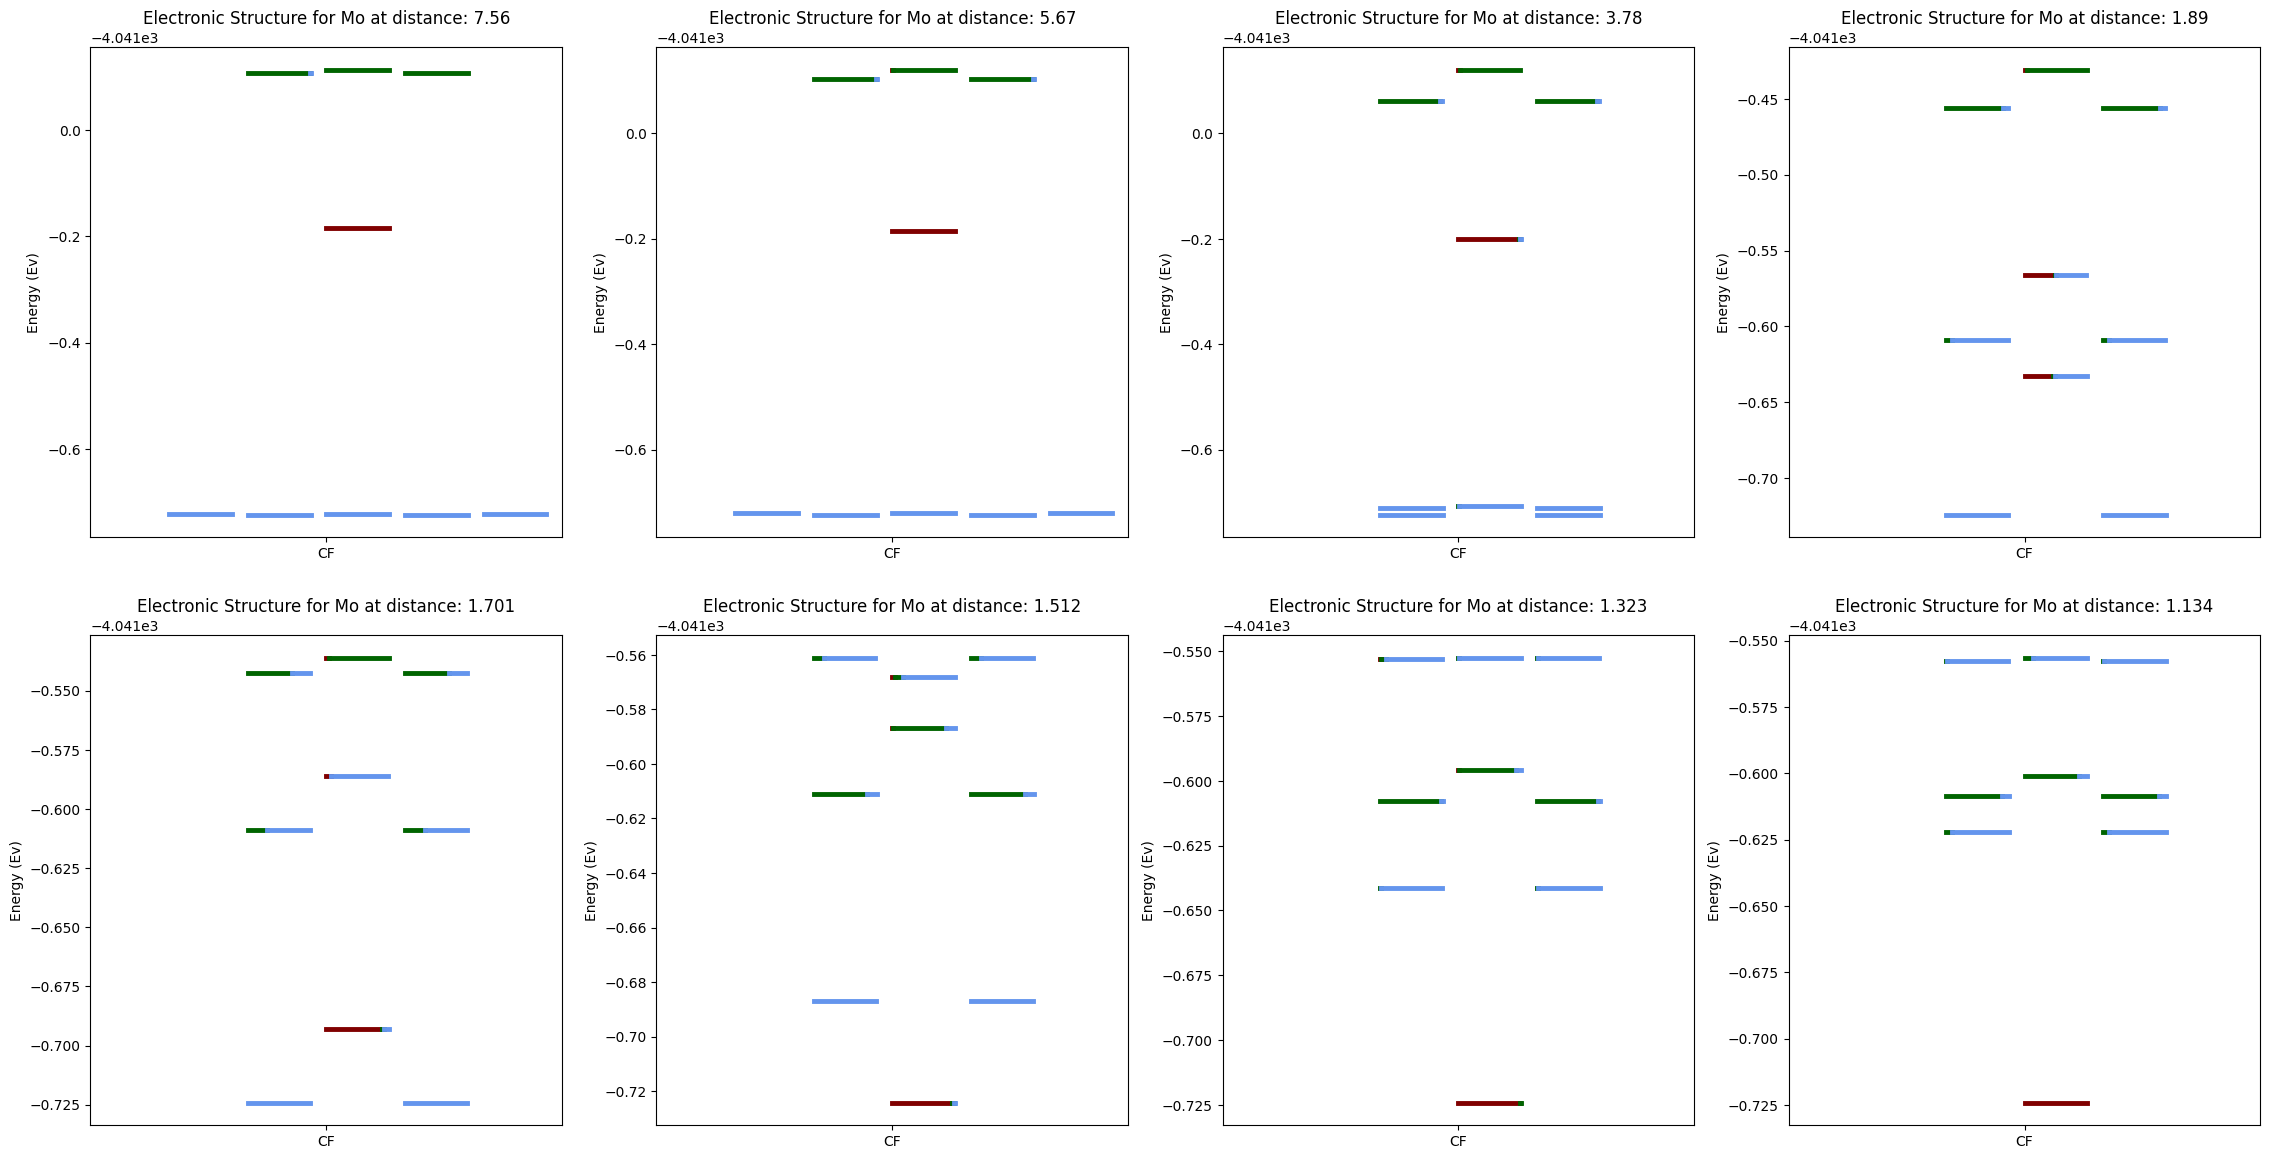 Electronic Structure for Mo at distance: 7.56
−4.041e3
0.0
−0.2
−0.4
−0.6
Energy (Ev)
CF
Electronic Structure for Mo at distance: 5.67
−4.041e3
0.0
−0.2
−0.4
−0.6
Energy (Ev)
CF
Electronic Structure for Mo at distance: 3.78
−4.041e3
0.0
−0.2
−0.4
−0.6
Energy (Ev)
CF
Electronic Structure for Mo at distance: 1.89
−4.041e3
−0.45
−0.50
−0.55
−0.60
−0.65
−0.70
Energy (Ev)
CF
Electronic Structure for Mo at distance: 1.701
−4.041e3
−0.550
−0.575
−0.600
−0.625
−0.650
−0.675
−0.700
−0.725
Energy (Ev)
CF
Electronic Structure for Mo at distance: 1.512
−4.041e3
−0.56
−0.58
−0.60
−0.62
−0.64
−0.66
−0.68
−0.70
−0.72
Energy (Ev)
CF
Electronic Structure for Mo at distance: 1.323
−4.041e3
−0.550
−0.575
−0.600
−0.625
−0.650
−0.675
−0.700
−0.725
Energy (Ev)
CF
Electronic Structure for Mo at distance: 1.134
−4.041e3
−0.550
−0.575
−0.600
−0.625
−0.650
−0.675
−0.700
−0.725
Energy (Ev)
CF